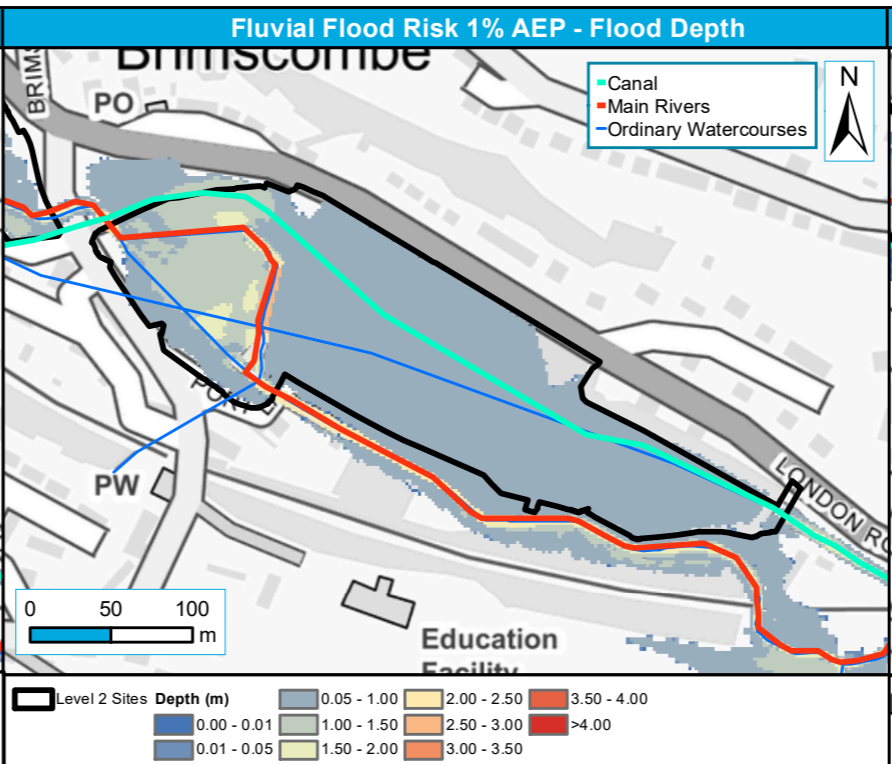 Fluvial Flood Risk 1% AEP - Flood Depth
Brimscombe
BRIMS
PO
Canal
Main Rivers
Ordinary Watercourses
N
PORT
PW
LONDON RO
0 50 100
m
Education
Facility
Level 2 Sites
Depth (m)
0.00 - 0.01
0.01 - 0.05
0.05 - 1.00
1.00 - 1.50
1.50 - 2.00
2.00 - 2.50
2.50 - 3.00
3.00 - 3.50
3.50 - 4.00
>4.00